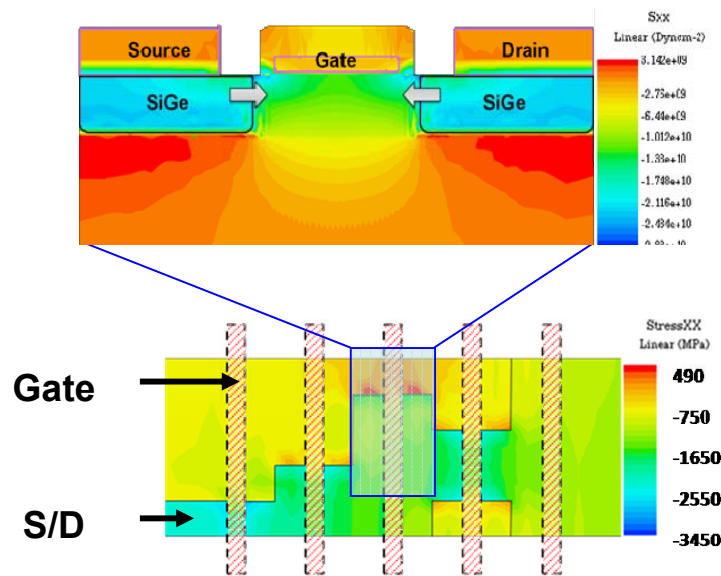 Sxx
Linear (Dyncm-2)
Source
Gate
Drain
SiGe
SiGe
3.142e+09
-2.75e+09
-6.44e+09
-1.012e+10
-1.38e+10
-1.748e+10
-2.116e+10
-2.484e+10
StressXX
Linear (MPa)
Gate
S/D
490
-750
-1650
-2550
-3450